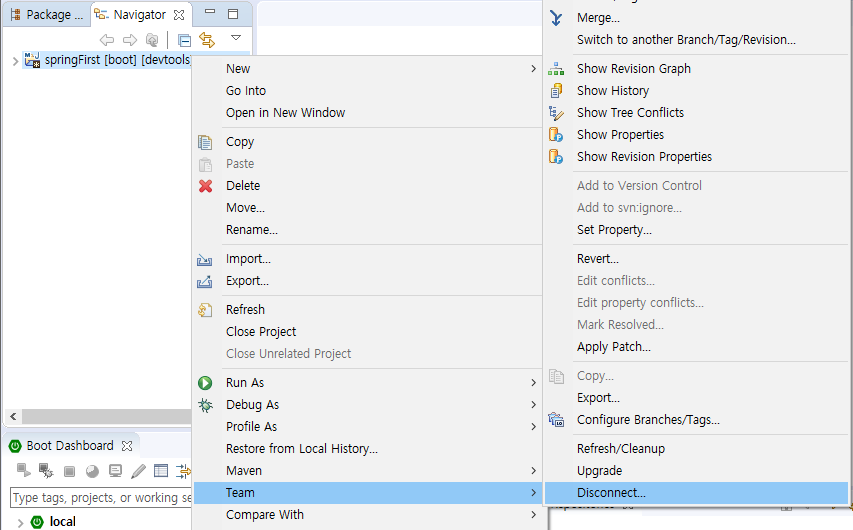 Package ...
Navigator
springFirst [boot] [devtools]
New
Go Into
Open in New Window
Copy
Paste
Delete
Move...
Rename...
Import...
Export...
Refresh
Close Project
Close Unrelated Project
Run As
Debug As
Profile As
Restore from Local History...
Maven
Team
Compare With
Merge...
Switch to another Branch/Tag/Revision...
Show Revision Graph
Show History
Show Tree Conflicts
Show Properties
Show Revision Properties
Add to Version Control
Add to svn:ignore...
Set Property...
Revert...
Edit conflicts...
Edit property conflicts...
Mark Resolved...
Apply Patch...
Copy...
Export...
Configure Branches/Tags...
Refresh/Cleanup
Upgrade
Disconnect...
Boot Dashboard
Type tags, projects, or working se
local